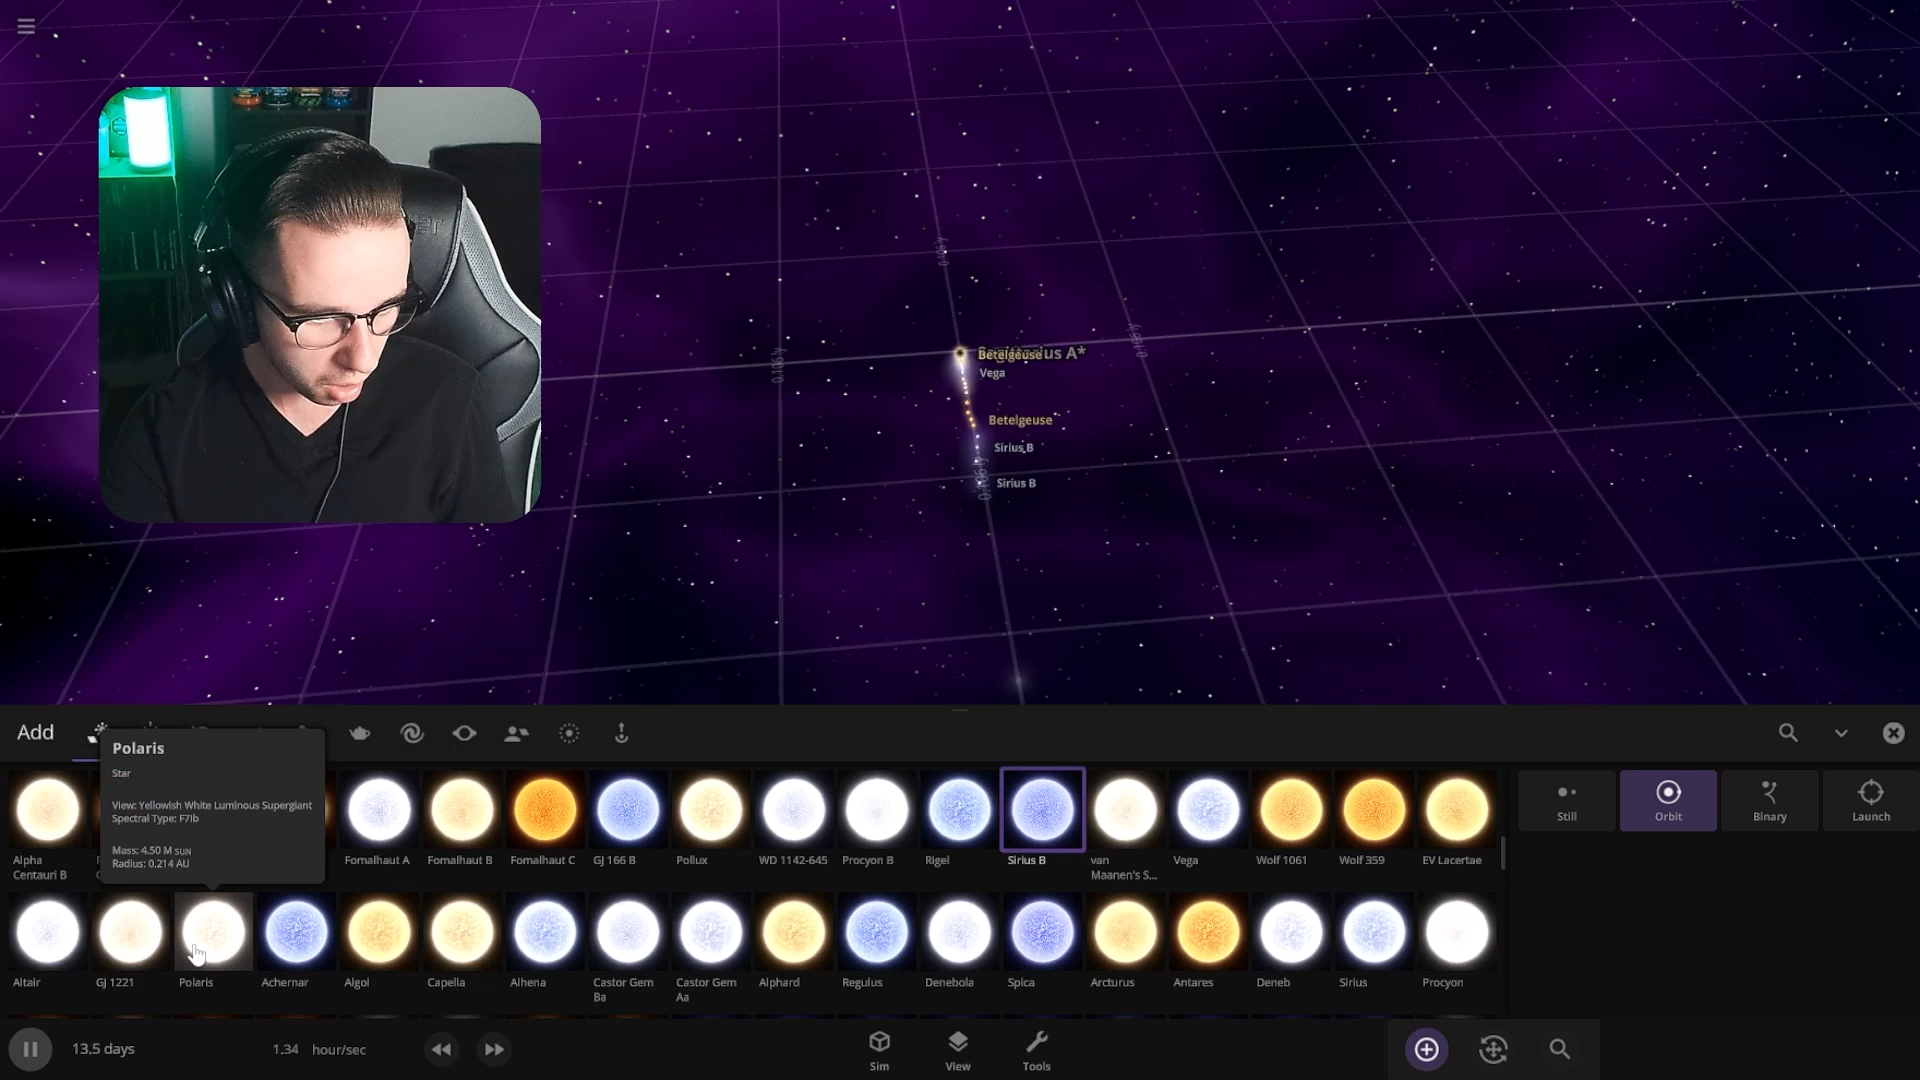 0.106 ly
Betelgeuse
Vega
Betelgeuse
Sirius B
Sirius B
Add
Polaris
Star
View: Yellowish White Luminous Supergiant
Spectral Type: F7Ib
Mass: 4.50 M SUN
Radius: 0.214 AU
Still
Orbit
Binary
Launch
Alpha
Centauri B
Fomalhaut A
Fomalhaut B
Fomalhaut C
GJ 166 B
Pollux
WD 1142-645
Procyon B
Rigel
Sirius B
van
Maanen's S...
Vega
Wolf 1061
Wolf 359
EV Lacertae
Altair
GJ 1221
Polaris
Achernar
Algol
Capella
Alhena
Castor Gem
Ba
Castor Gem
Aa
Alphard
Regulus
Denebola
Spica
Arcturus
Antares
Deneb
Sirius
Procyon
13.5 days
1.34 hour/sec
Sim
View
Tools